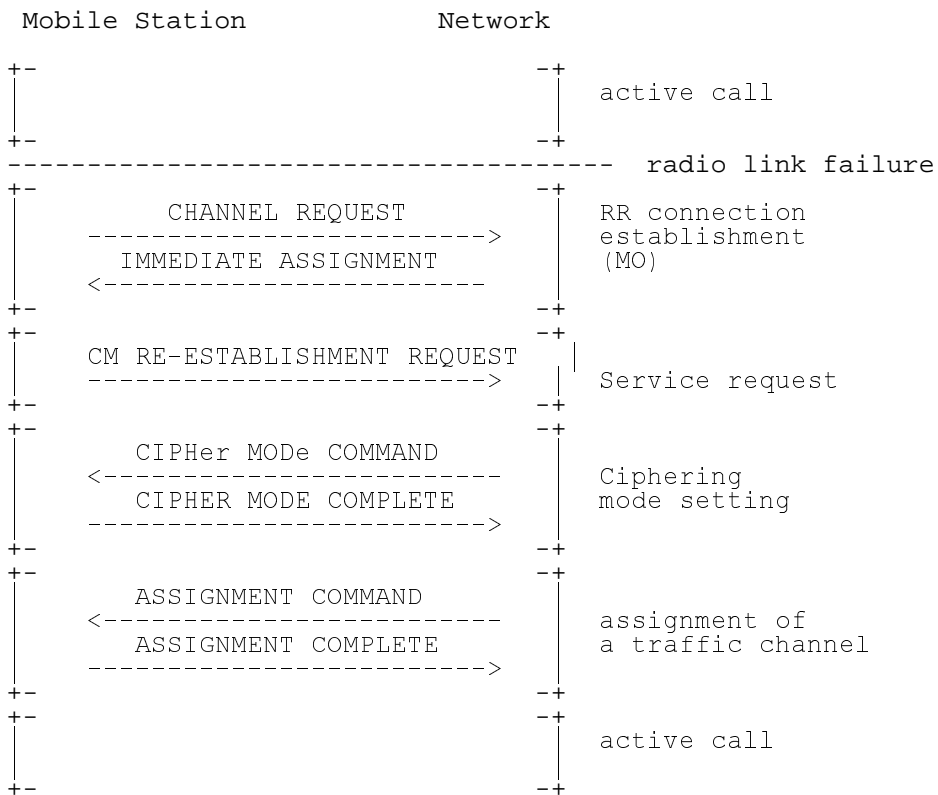 Mobile Station Network
active call
radio link failure
CHANNEL REQUEST RR connection
establishment
IMMEDIATE ASSIGNMENT (MO)
CM RE-ESTABLISHMENT REQUEST
Service request
CIPHer MODe COMMAND
Ciphering
CIPHER MODE COMPLETE mode setting
ASSIGNMENT COMMAND
assignment of
ASSIGNMENT COMPLETE a traffic channel
active call